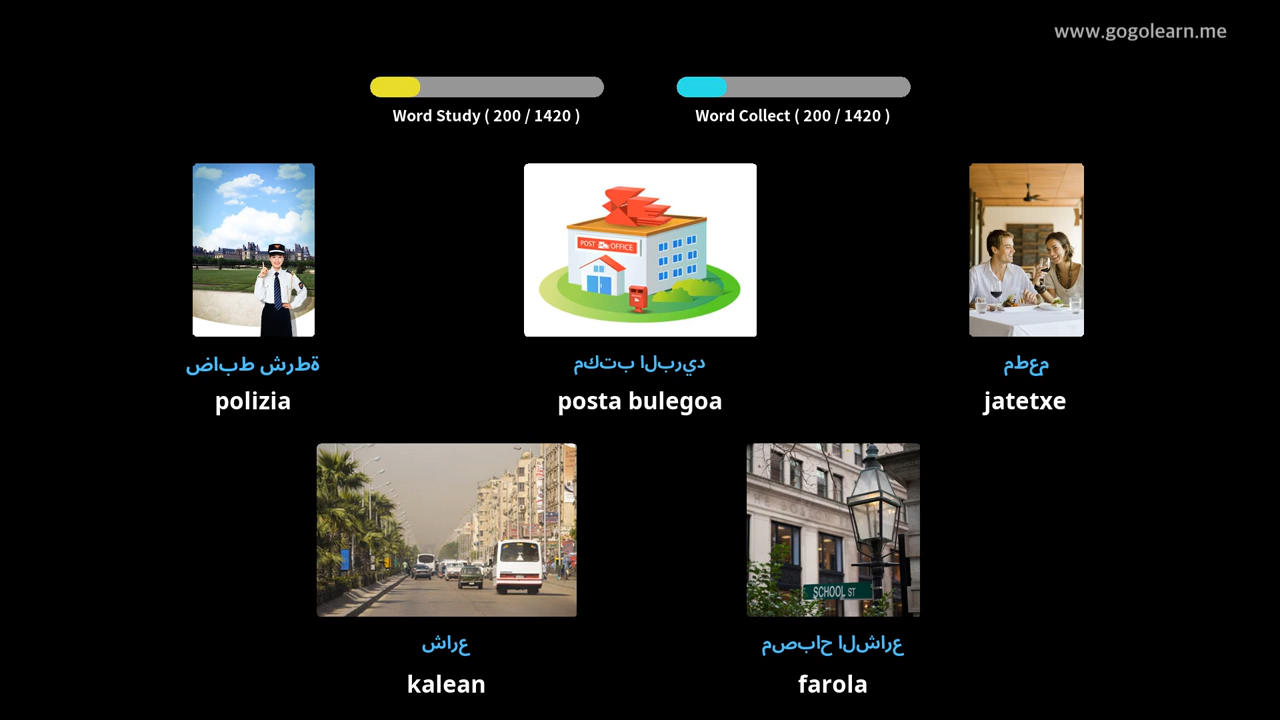 www.gogolearn.me
Word Study ( 200 / 1420 )
Word Collect ( 200 / 1420 )
POST OFFICE
ضابط شرطة
polizia
مكتب البريد
posta bulegoa
مطعم
jatetxe
SCHOOL ST
شارع
kalean
مصباح الشارع
farola